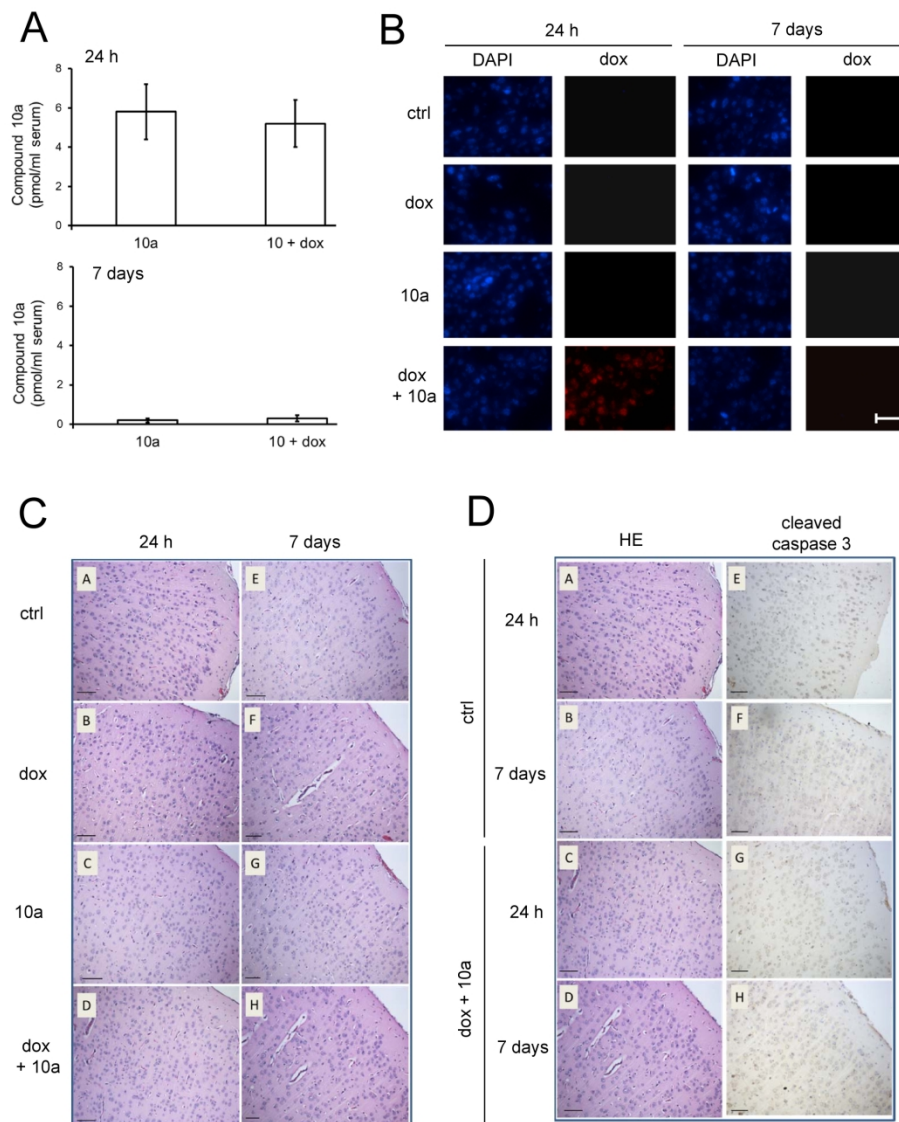 A
24 h
Compound 10a
(pmol/ml serum)
8
6
4
2
0
10a
10 + dox
7 days
Compound 10a
(pmol/ml serum)
8
6
4
2
0
10a
10 + dox
B
24 h
7 days
DAPI
dox
DAPI
dox
ctrl
dox
10a
dox
+ 10a
C
24 h
7 days
ctrl
A
E
dox
B
F
10a
C
G
dox
+ 10a
D
H
D
HE
cleaved
caspase 3
ctrl
24 h
A
E
7 days
B
F
dox + 10a
24 h
C
G
7 days
D
H